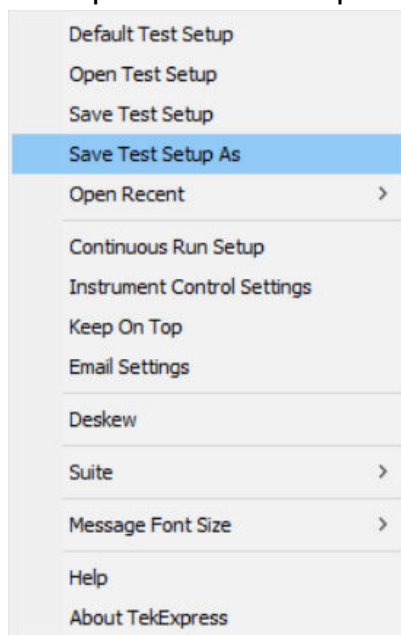 Default Test Setup
Open Test Setup
Save Test Setup
Save Test Setup As
Open Recent
Continuous Run Setup
Instrument Control Settings
Keep On Top
Email Settings
Deskew
Suite
Message Font Size
Help
About TekExpress